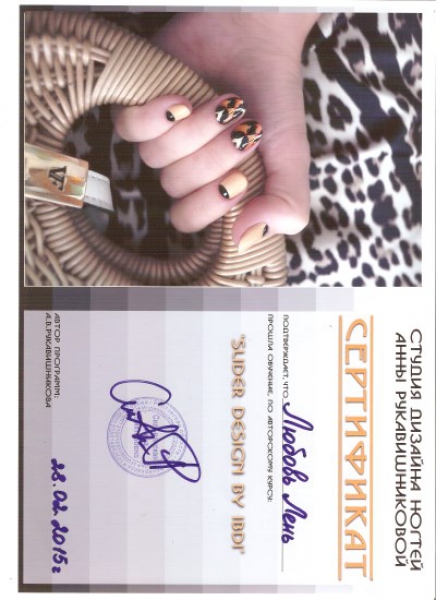 СТУДИЯ ДИЗАЙНА НОГТЕЙ
АННЫ РУКАВИШНИКОВОЙ
СЕРТИФИКАТ
ПОДТВЕРЖДАЕТ, ЧТО Любовь Лень
ПРОШЛА ОБУЧЕНИЕ, ПО АВТОРСКОМУ КУРСУ:
"SLIDER DESIGN BY IBDI"
АВТОР ПРОГРАММ:
А.В.РУКАВИШНИКОВА
28.02.2015г